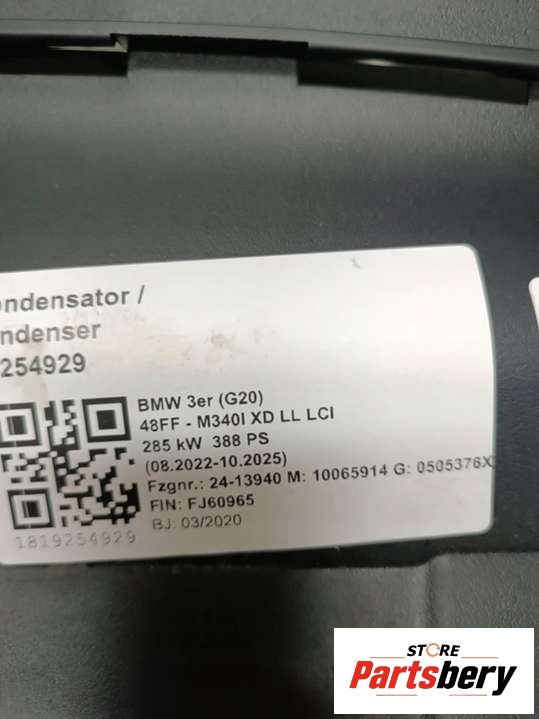 ondensator /
ndenser
254929
BMW 3er (G20)
48FF - M340I XD LL LCI
285 kW 388 PS
(08.2022-10.2025)
Fzgnr.: 24-13940 M: 10065914 G: 0505376X
FIN: FJ60965
BJ: 03/2020
1819254929
STORE
Partsbery